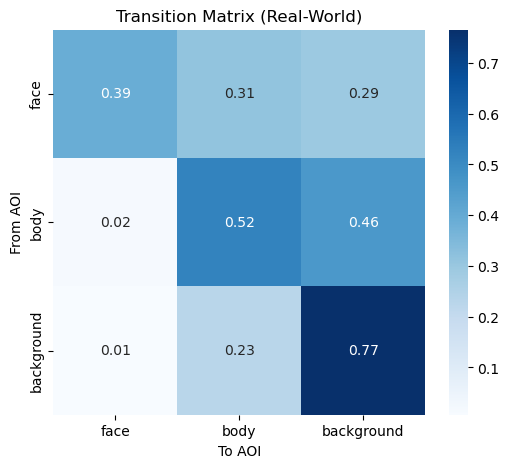 Transition Matrix (Real-World)
From AOI
face
0.39 0.31 0.29
body
0.02 0.52 0.46
background
0.01 0.23 0.77
face body background
To AOI
0.7
0.6
0.5
0.4
0.3
0.2
0.1